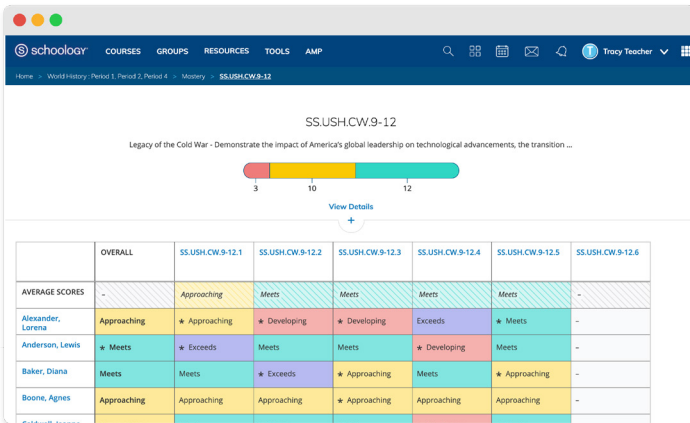 schoology COURSES GROUPS RESOURCES TOOLS AMP Tracy Teacher
Home > World History : Period 1, Period 2, Period 4 > Mastery > SS.USH.CW.9-12
SS.USH.CW.9-12
Legacy of the Cold War - Demonstrate the impact of America's global leadership on technological advancements, the transition ...
3 10 12
View Details
+
OVERALL SS.USH.CW.9-12.1 SS.USH.CW.9-12.2 SS.USH.CW.9-12.3 SS.USH.CW.9-12.4 SS.USH.CW.9-12.5 SS.USH.CW.9-12.6
AVERAGE SCORES – Approaching Meets Meets Meets Meets –
Alexander, Lorena Approaching ★ Approaching ★ Developing ★ Developing Exceeds ★ Meets –
Anderson, Lewis ★ Meets ★ Exceeds Meets Meets ★ Developing Meets –
Baker, Diana Meets Meets ★ Exceeds ★ Approaching Meets ★ Approaching –
Boone, Agnes Approaching Approaching Approaching ★ Approaching Approaching Approaching –